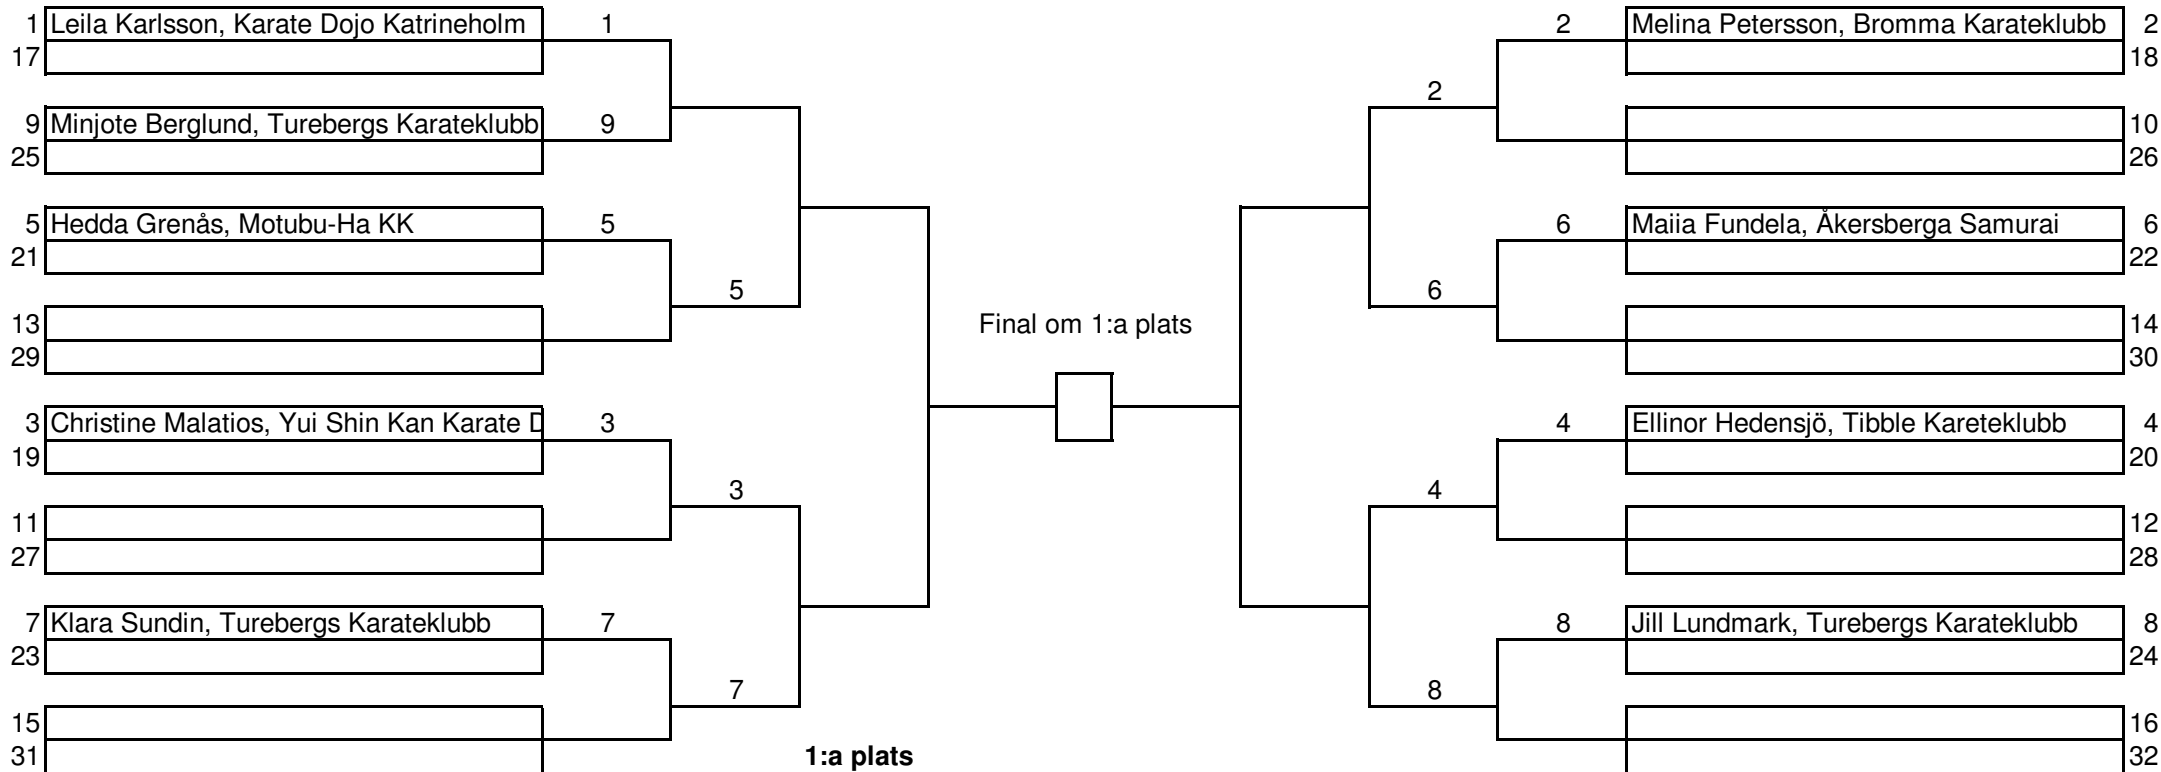 1 Leila Karlsson, Karate Dojo Katrineholm 1 2 Melina Petersson, Bromma Karateklubb 2
17 18
2
9 Minjote Berglund, Turebergs Karateklubb 9 10
25 26
5 Hedda Grenås, Motubu-Ha KK 5 6 Maiia Fundela, Åkersberga Samurai 6
21 22
5 6
13 Final om 1:a plats 14
29 30
3 Christine Malatios, Yui Shin Kan Karate D 3 4 Ellinor Hedensjö, Tibble Kareteklubb 4
19 20
3 4
11 12
27 28
7 Klara Sundin, Turebergs Karateklubb 7 8 Jill Lundmark, Turebergs Karateklubb 8
23 24
7 8
15 16
31 1:a plats 32